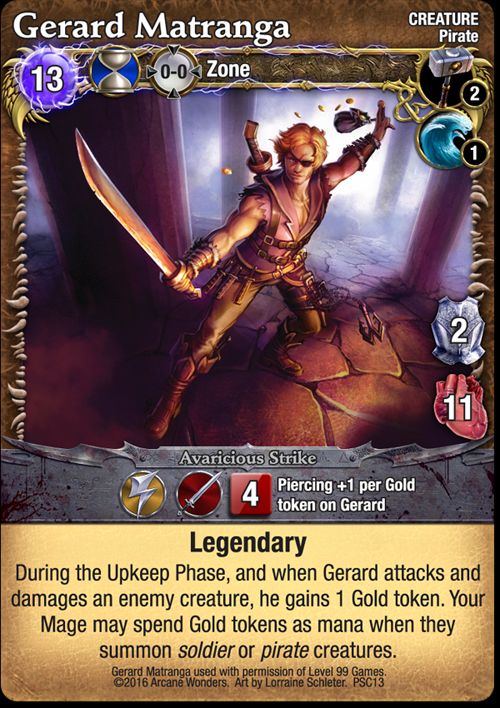 Gerard Matranga
CREATURE
Pirate
13
0-0
Zone
2
1
2
11
Avaricious Strike
4
Piercing +1 per Gold
token on Gerard
Legendary
During the Upkeep Phase, and when Gerard attacks and
damages an enemy creature, he gains 1 Gold token. Your
Mage may spend Gold tokens as mana when they
summon soldier or pirate creatures.
Gerard Matranga used with permission of Level 99 Games.
©2016 Arcane Wonders. Art by Lorraine Schleter. PSC13